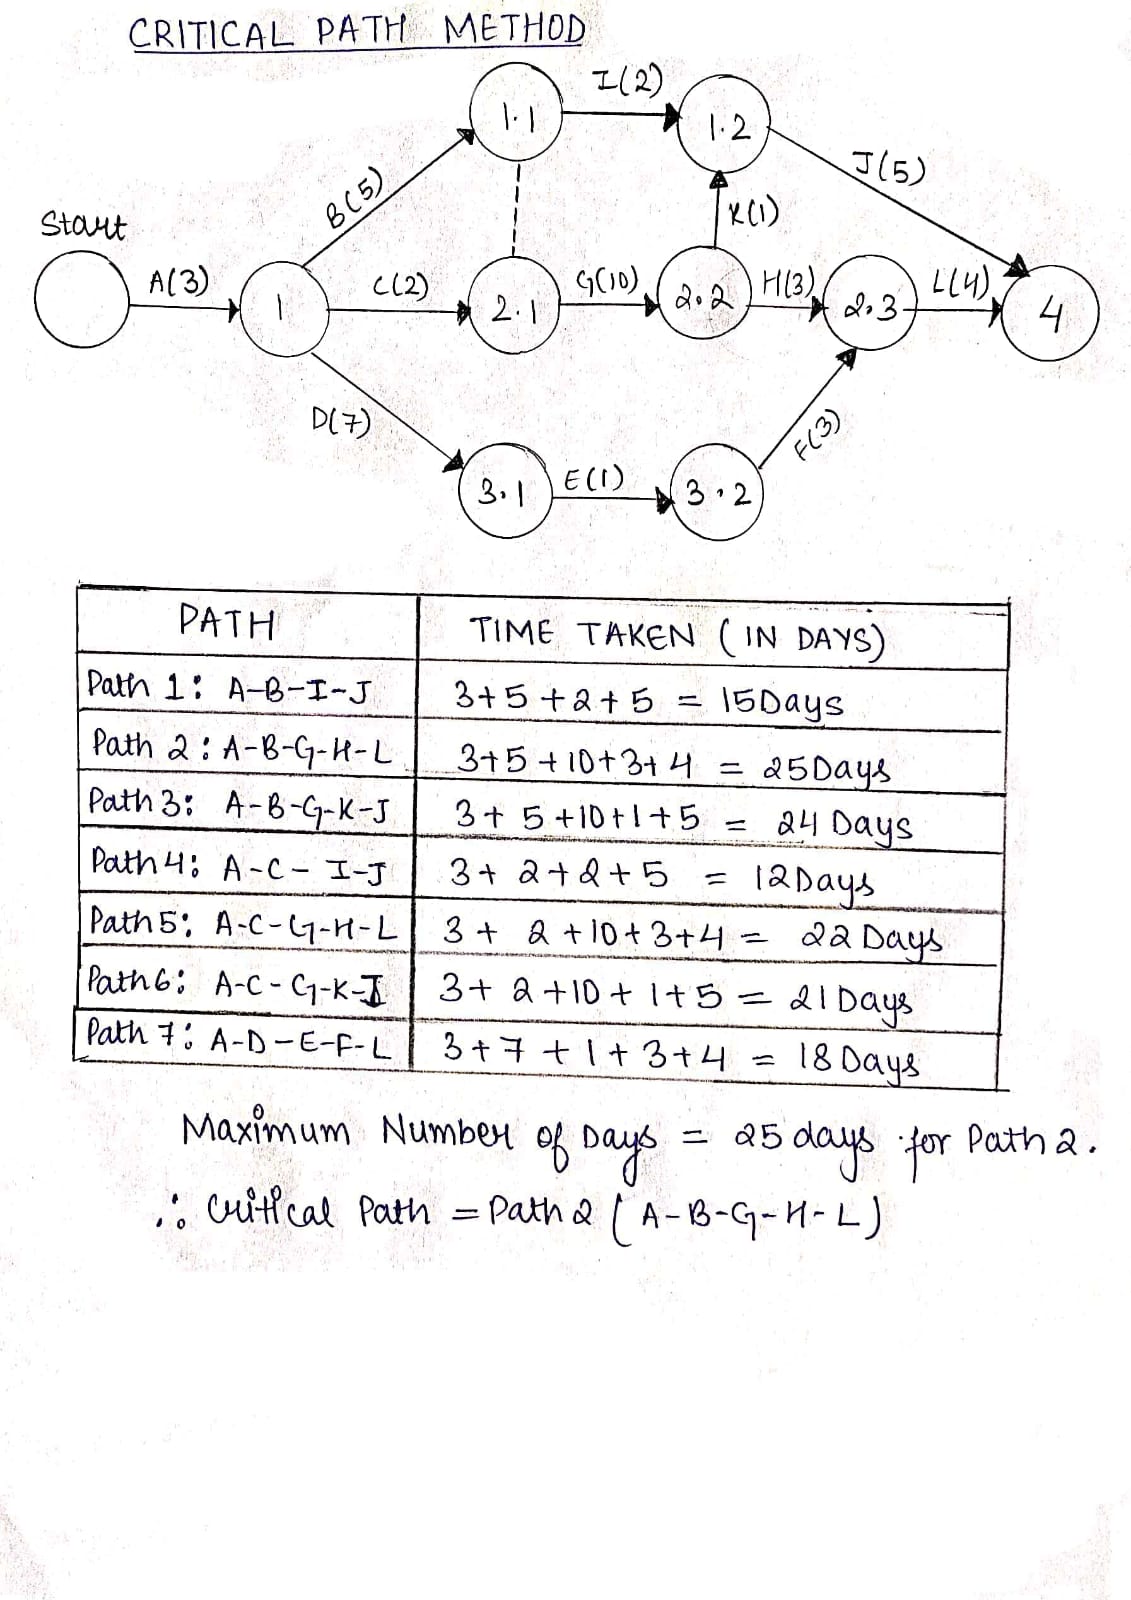 CRITICAL PATH METHOD
I(2)
1.1
1.2
J(5)
B(5)
K(1)
Start
A(3)
C(2)
G(10)
H(3)
L(4)
1
2.1
2.2
2.3
4
D(7)
F(3)
3.1
E(1)
3.2
PATH TIME TAKEN (IN DAYS)
Path 1: A-B-I-J 3+5+2+5 = 15Days
Path 2: A-B-G-H-L 3+5+10+3+4 = 25Days
Path 3: A-B-G-K-J 3+5+10+1+5 = 24 Days
Path 4: A-C-I-J 3+2+2+5 = 12Days
Path 5: A-C-G-H-L 3+2+10+3+4 = 22 Days
Path 6: A-C-G-K-J 3+2+10+1+5 = 21 Days
Path 7: A-D-E-F-L 3+7+1+3+4 = 18 Days
Maximum Number of Days = 25 days for Path 2.
∴ Critical Path = Path 2 (A-B-G-H-L)